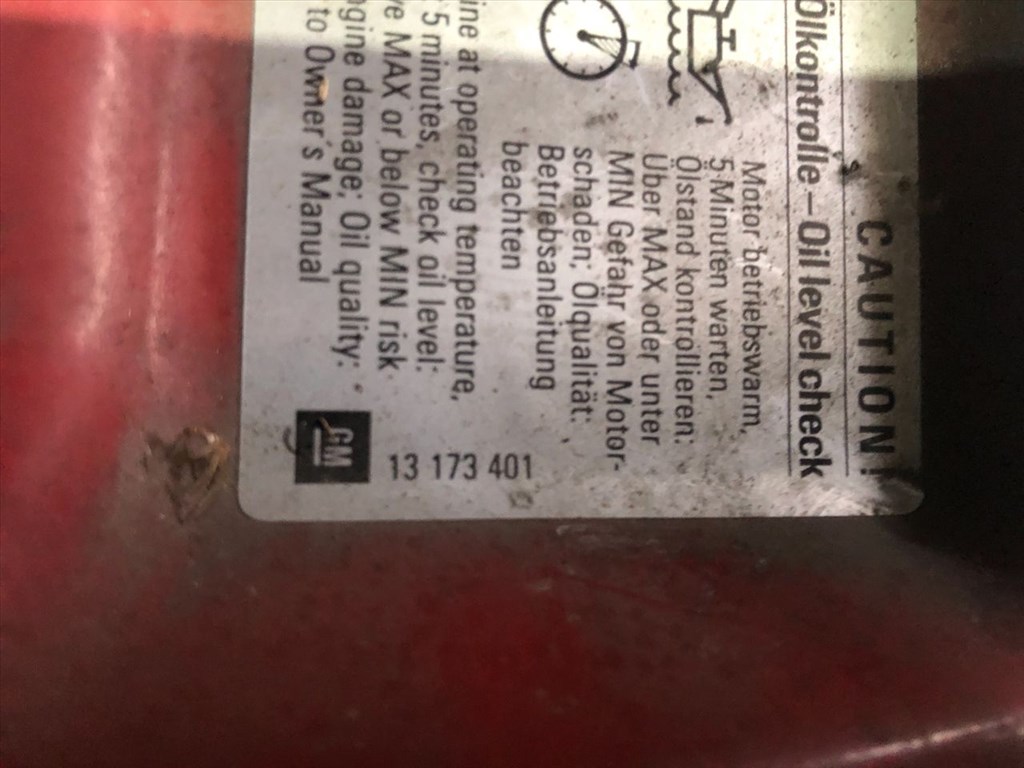 CAUTION!
Ölkontrolle – Oil level check
Motor betriebswarm,
5 Minuten warten,
Ölstand kontrollieren:
Über MAX oder unter
MIN Gefahr von Motor-
schaden; Ölqualität:
Betriebsanleitung
beachten
ine at operating temperature,
5 minutes, check oil level:
e MAX or below MIN risk
gine damage; Oil quality:
to Owner's Manual
GM
13 173 401